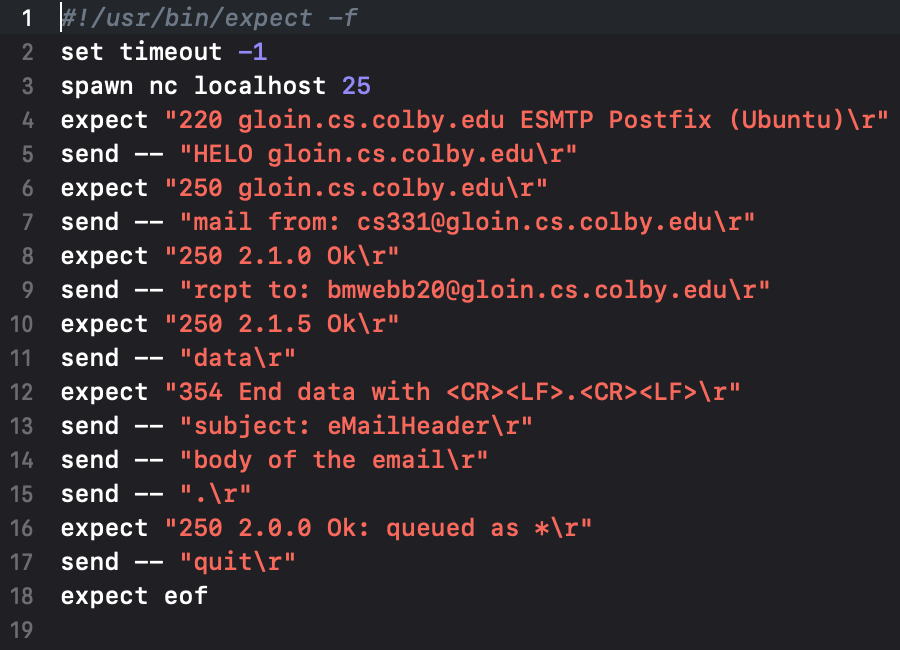 1 #!/usr/bin/expect -f
2 set timeout -1
3 spawn nc localhost 25
4 expect "220 gloin.cs.colby.edu ESMTP Postfix (Ubuntu)\r"
5 send -- "HELO gloin.cs.colby.edu\r"
6 expect "250 gloin.cs.colby.edu\r"
7 send -- "mail from: cs331@gloin.cs.colby.edu\r"
8 expect "250 2.1.0 Ok\r"
9 send -- "rcpt to: bmwebb20@gloin.cs.colby.edu\r"
10 expect "250 2.1.5 Ok\r"
11 send -- "data\r"
12 expect "354 End data with <CR><LF>.<CR><LF>\r"
13 send -- "subject: eMailHeader\r"
14 send -- "body of the email\r"
15 send -- ".\r"
16 expect "250 2.0.0 Ok: queued as *\r"
17 send -- "quit\r"
18 expect eof
19